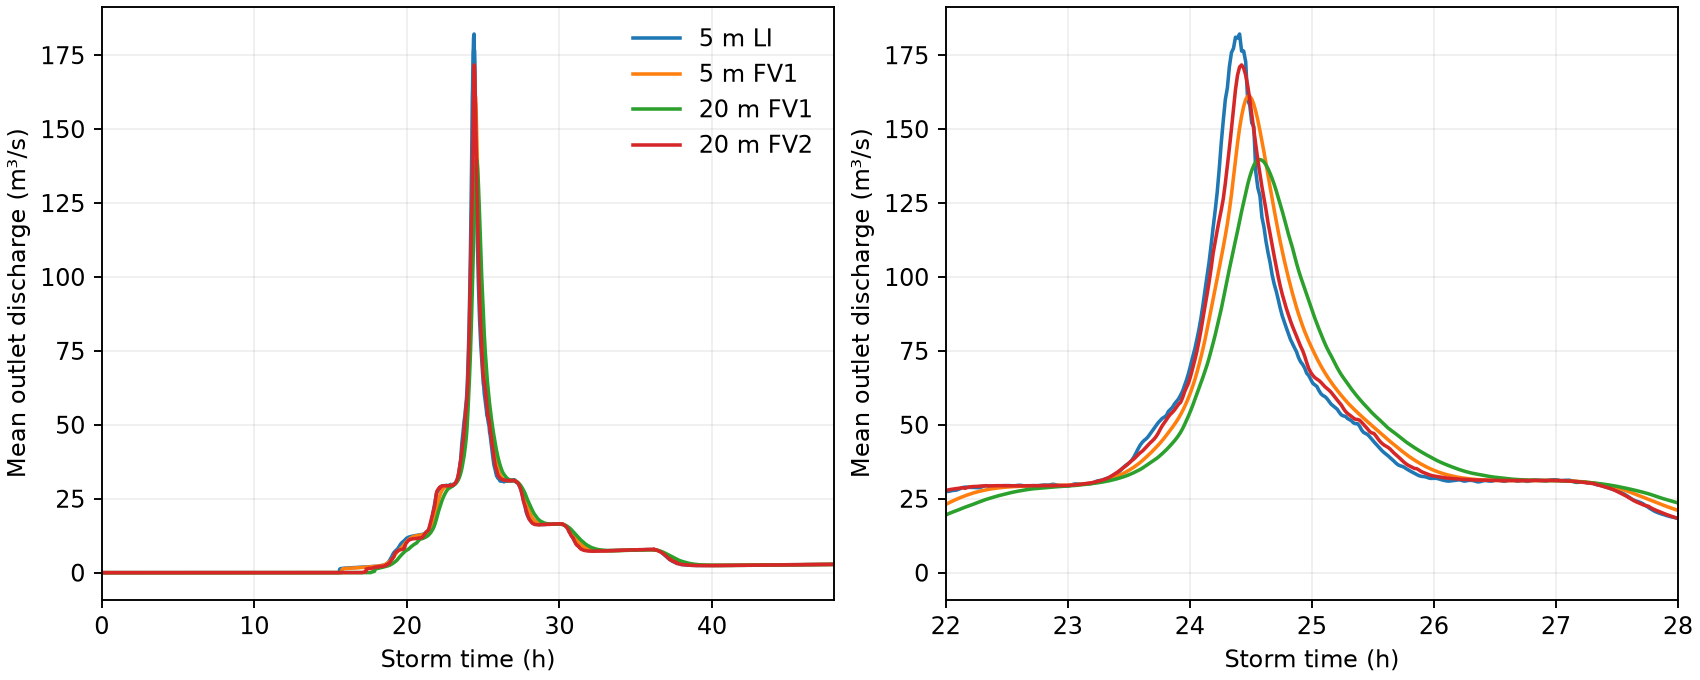 Mean outlet discharge (m³/s)
175
150
125
100
75
50
25
0
0 10 20 30 40
Storm time (h)
5 m LI
5 m FV1
20 m FV1
20 m FV2
Mean outlet discharge (m³/s)
175
150
125
100
75
50
25
0
22 23 24 25 26 27 28
Storm time (h)